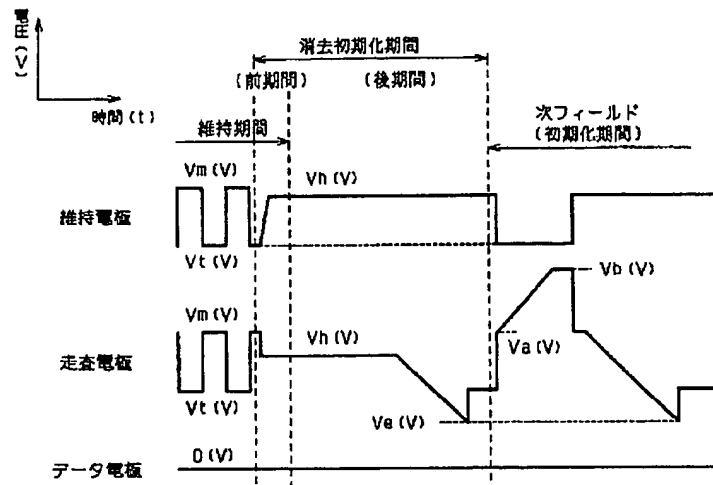 電圧(V)
時間(t)
消去初期化期間
(前期間)
(後期間)
維持期間
次フィールド
(初期化期間)
Vm(V)
Vh(V)
維持電極
Vt(V)
Vb(V)
Vm(V)
Vh(V)
Va(V)
走査電極
Vt(V)
Ve(V)
0(V)
データ電極